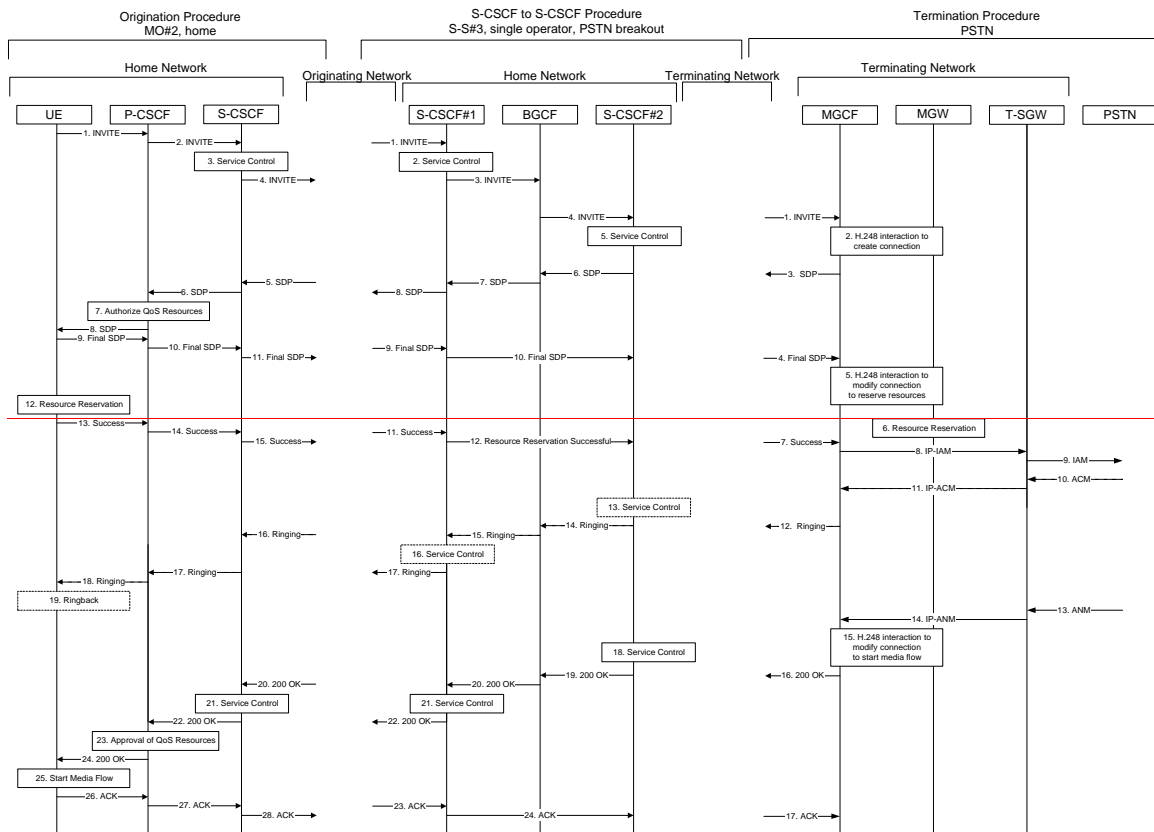 Origination Procedure
MO#2, home
S-CSCF to S-CSCF Procedure
S-S#3, single operator, PSTN breakout
Termination Procedure
PSTN
Home Network
Originating Network
Home Network
Terminating Network
Terminating Network
UE
P-CSCF
S-CSCF
S-CSCF#1
BGCF
S-CSCF#2
MGCF
MGW
T-SGW
PSTN
1. INVITE
2. INVITE
3. Service Control
4. INVITE
5. SDP
6. SDP
7. Authorize QoS Resources
8. SDP
9. Final SDP
10. Final SDP
11. Final SDP
12. Resource Reservation
13. Success
14. Success
15. Success
16. Ringing
17. Ringing
18. Ringing
19. Ringback
20. 200 OK
21. Service Control
22. 200 OK
23. Approval of QoS Resources
24. 200 OK
25. Start Media Flow
26. ACK
27. ACK
28. ACK
1. INVITE
2. Service Control
3. INVITE
4. INVITE
5. Service Control
6. SDP
7. SDP
8. SDP
9. Final SDP
10. Final SDP
11. Success
12. Resource Reservation Successful
13. Service Control
14. Ringing
15. Ringing
16. Service Control
17. Ringing
18. Service Control
19. 200 OK
20. 200 OK
21. Service Control
22. 200 OK
23. ACK
24. ACK
1. INVITE
2. H.248 interaction to
create connection
3. SDP
4. Final SDP
5. H.248 interaction to
modify connection
to reserve resources
6. Resource Reservation
7. Success
8. IP-IAM
9. IAM
10. ACM
11. IP-ACM
12. Ringing
13. ANM
14. IP-ANM
15. H.248 interaction to
modify connection
to start media flow
16. 200 OK
17. ACK